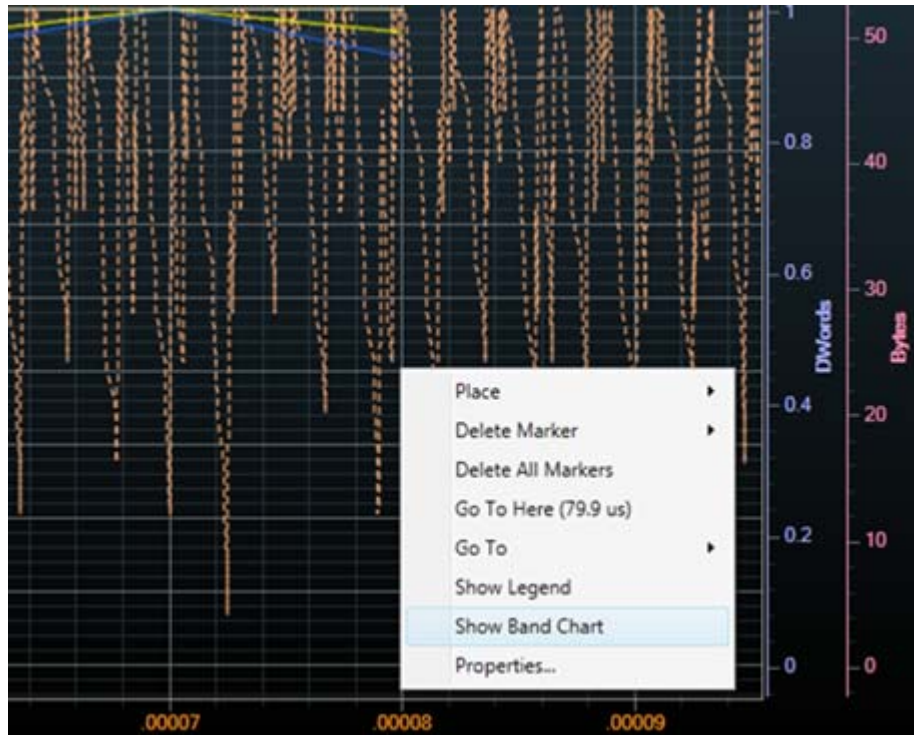 1
0.8
0.6
0.4
0.2
0
DWords
50
40
30
20
10
0
Bytes
Place
Delete Marker
Delete All Markers
Go To Here (79.9 us)
Go To
Show Legend
Show Band Chart
Properties...
.00007
.00008
.00009